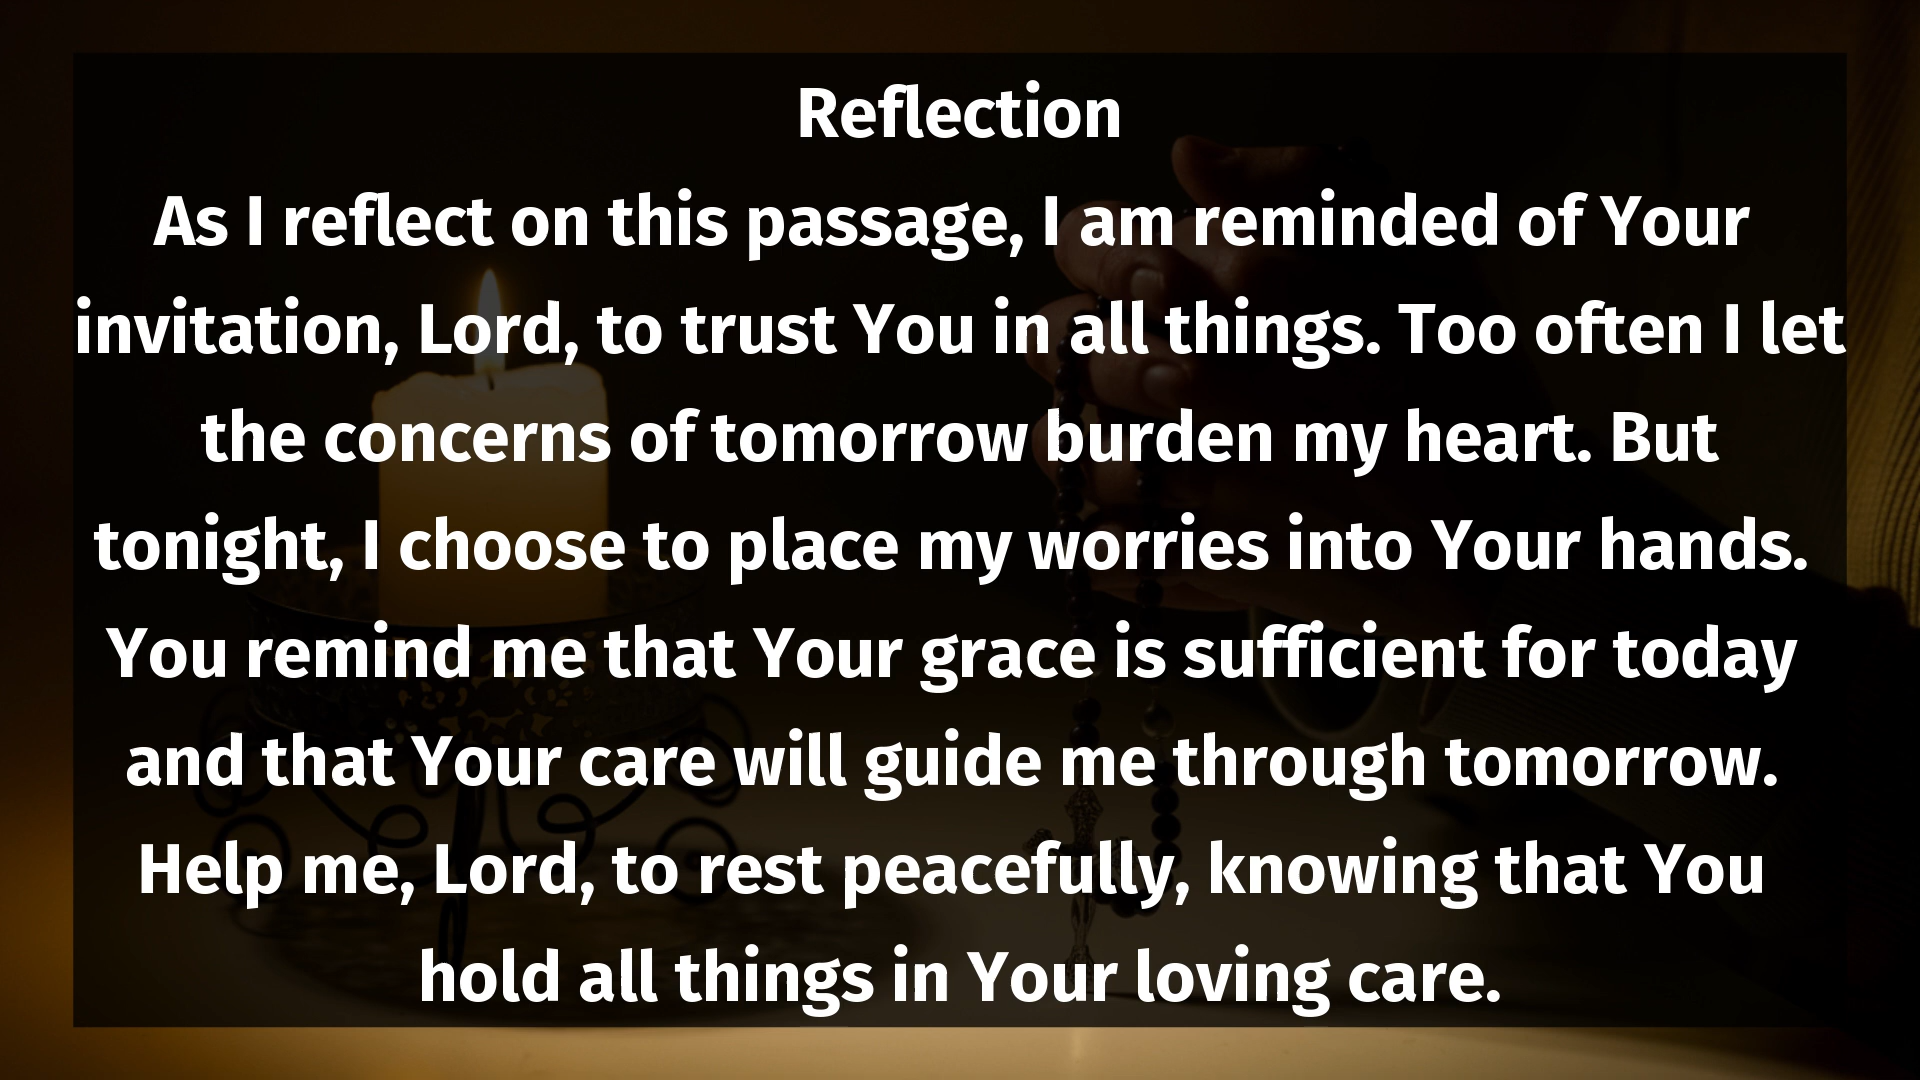 Reflection
As I reflect on this passage, I am reminded of Your
invitation, Lord, to trust You in all things. Too often I let
the concerns of tomorrow burden my heart. But
tonight, I choose to place my worries into Your hands.
You remind me that Your grace is sufficient for today
and that Your care will guide me through tomorrow.
Help me, Lord, to rest peacefully, knowing that You
hold all things in Your loving care.